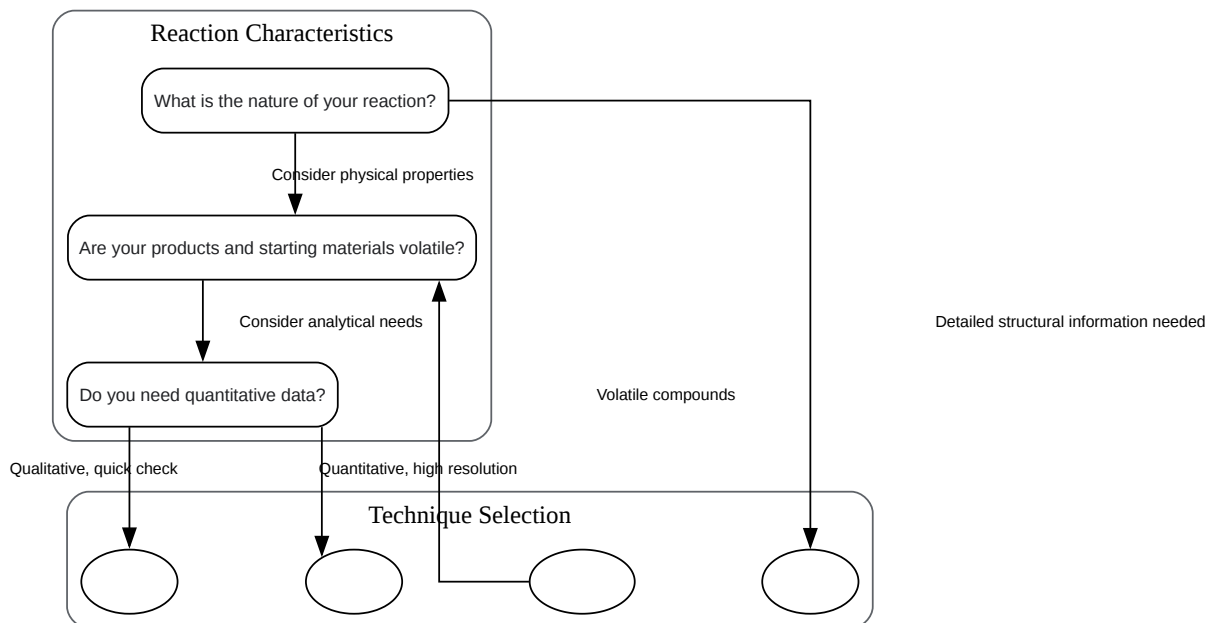 Reaction Characteristics
What is the nature of your reaction?
Consider physical properties
Are your products and starting materials volatile?
Consider analytical needs
Detailed structural information needed
Do you need quantitative data?
Volatile compounds
Qualitative, quick check
Quantitative, high resolution
Technique Selection